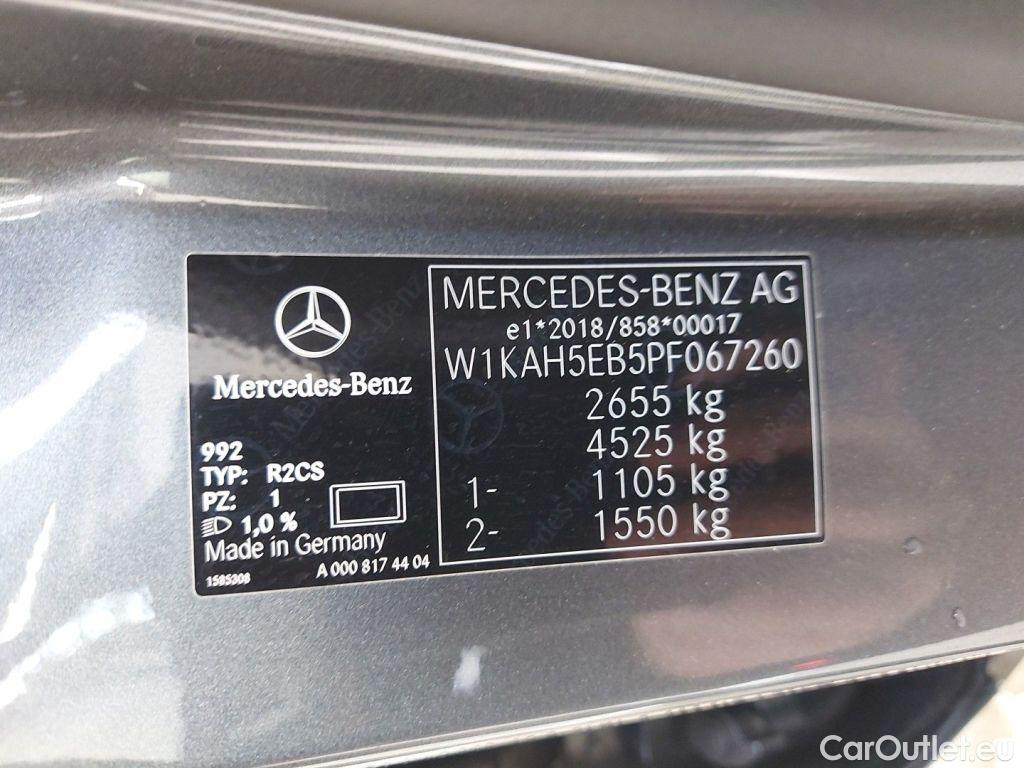 Mercedes-Benz
992
TYP: R2CS
PZ: 1
1,0 %
Made in Germany
1585308
A 000 817 44 04
MERCEDES-BENZ AG
e1*2018/858*00017
W1KAH5EB5PF067260
2655 kg
4525 kg
1- 1105 kg
2- 1550 kg
CarOutlet.eu